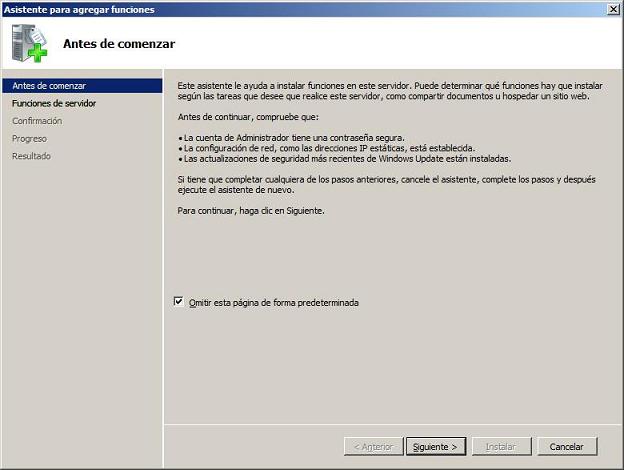 Asistente para agregar funciones
Antes de comenzar
Antes de comenzar
Funciones de servidor
Confirmación
Progreso
Resultado
Este asistente le ayuda a instalar funciones en este servidor. Puede determinar qué funciones hay que instalar
según las tareas que desee que realice este servidor, como compartir documentos u hospedar un sitio web.
Antes de continuar, compruebe que:
• La cuenta de Administrador tiene una contraseña segura.
• La configuración de red, como las direcciones IP estáticas, está establecida.
• Las actualizaciones de seguridad más recientes de Windows Update están instaladas.
Si tiene que completar cualquiera de los pasos anteriores, cancele el asistente, complete los pasos y después
ejecute el asistente de nuevo.
Para continuar, haga clic en Siguiente.
Omitir esta página de forma predeterminada
< Anterior
Siguiente >
Instalar
Cancelar